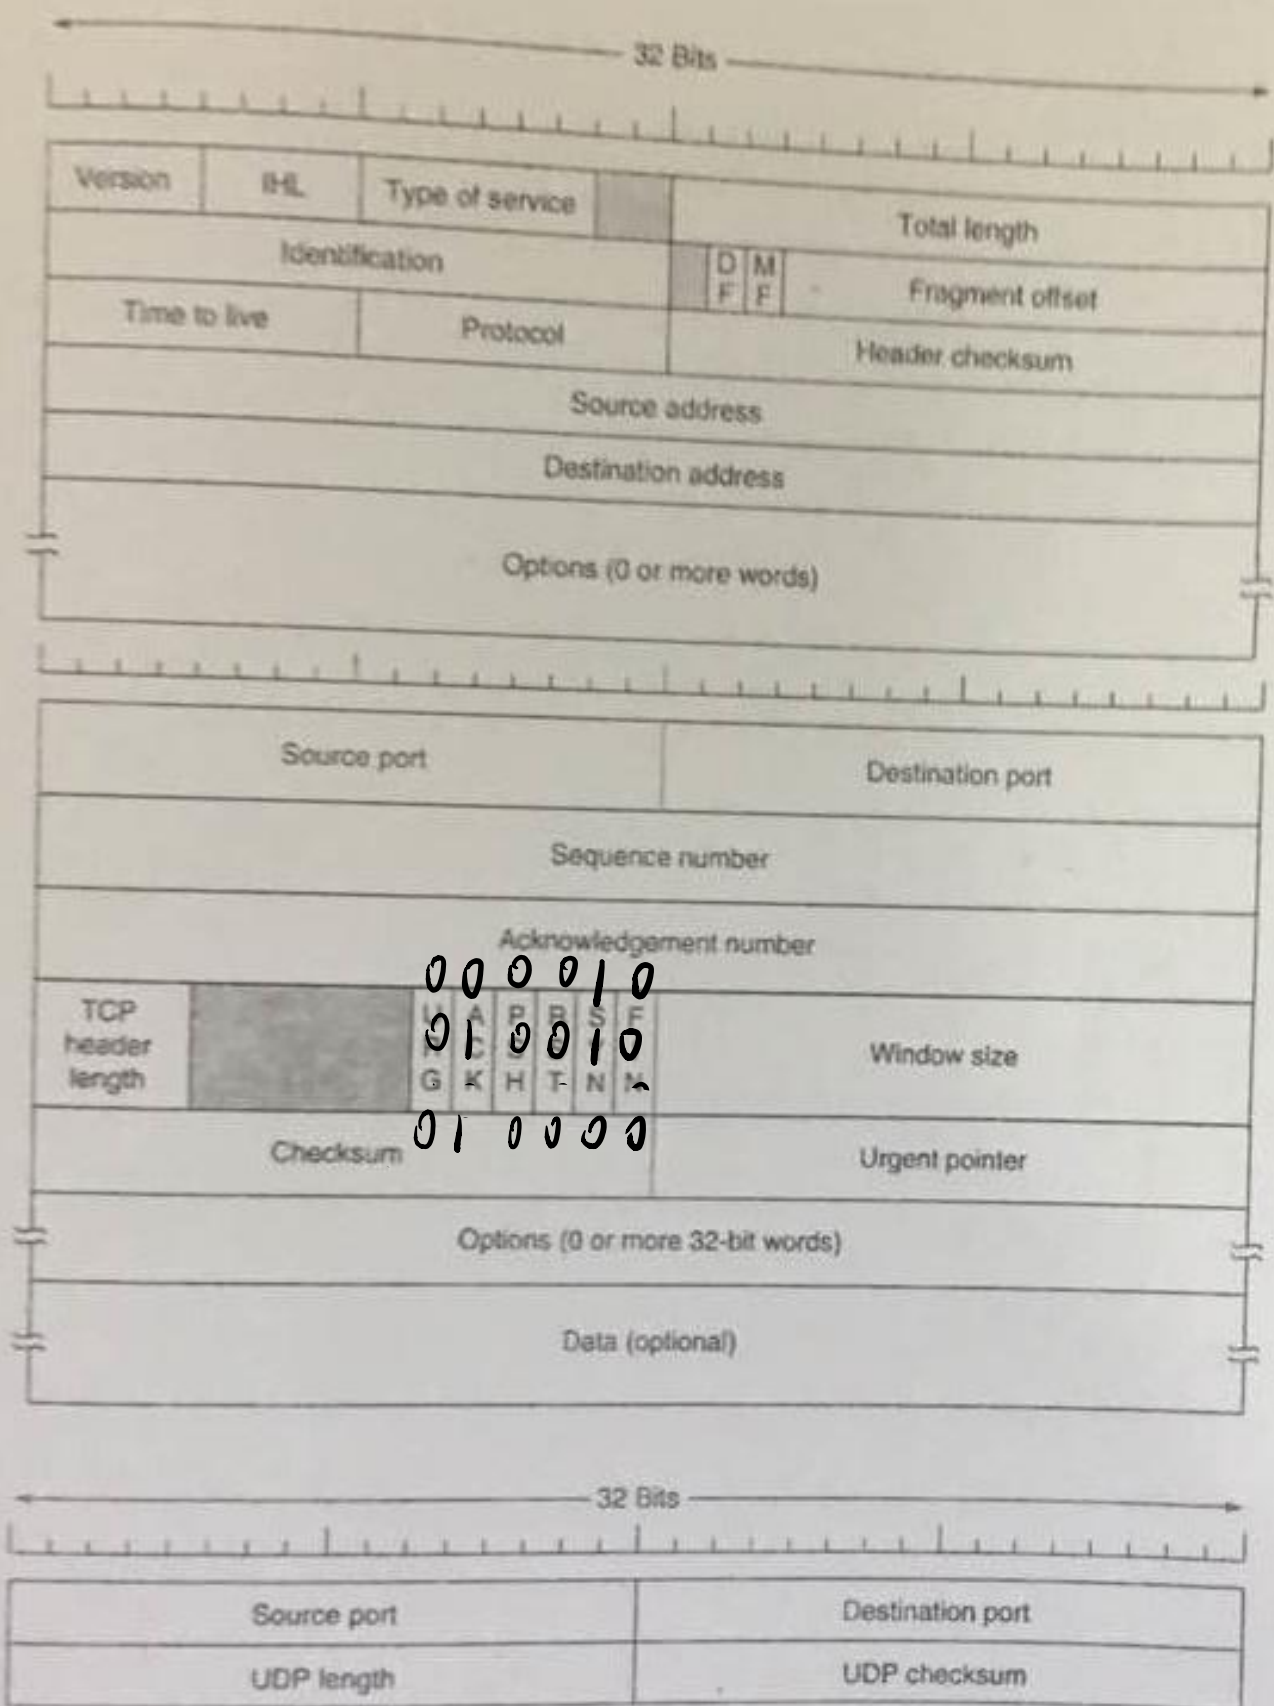 32 Bits
Version IHL Type of service Total length
Identification D F M F Fragment offset
Time to live Protocol Header checksum
Source address
Destination address
Options (0 or more words)
Source port Destination port
Sequence number
Acknowledgement number
0 0 0 0 1 0
TCP header length Window size
0 1 0 0 1 0
G K H T N N
0 1 0 0 0 0
Checksum Urgent pointer
Options (0 or more 32-bit words)
Data (optional)
32 Bits
Source port Destination port
UDP length UDP checksum